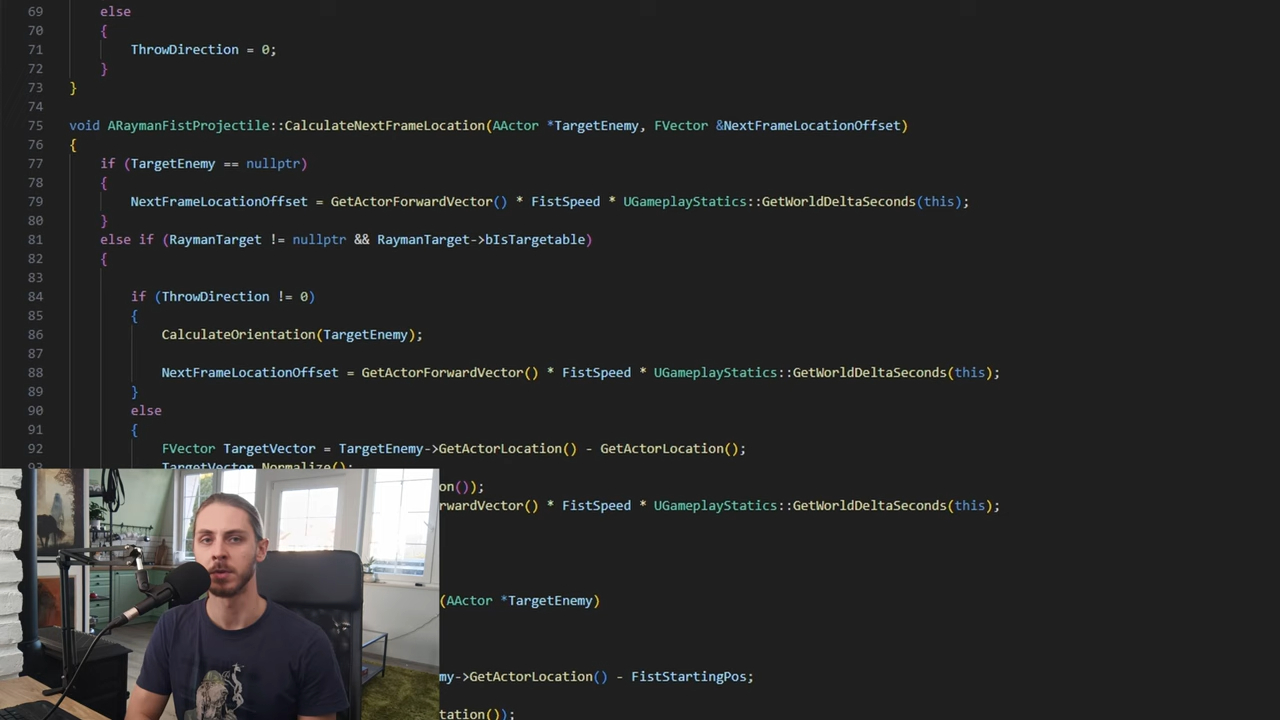 69 else
70 {
71 ThrowDirection = 0;
72 }
73 }
74
75 void ARaymanFistProjectile::CalculateNextFrameLocation(AActor *TargetEnemy, FVector &NextFrameLocationOffset)
76 {
77 if (TargetEnemy == nullptr)
78 {
79 NextFrameLocationOffset = GetActorForwardVector() * FistSpeed * UGameplayStatics::GetWorldDeltaSeconds(this);
80 }
81 else if (RaymanTarget != nullptr && RaymanTarget->bIsTargetable)
82 {
83
84 if (ThrowDirection != 0)
85 {
86 CalculateOrientation(TargetEnemy);
87
88 NextFrameLocationOffset = GetActorForwardVector() * FistSpeed * UGameplayStatics::GetWorldDeltaSeconds(this);
89 }
90 else
91 {
92 FVector TargetVector = TargetEnemy->GetActorLocation() - GetActorLocation();
93 TargetVector.Normalize();
on());
rwardVector() * FistSpeed * UGameplayStatics::GetWorldDeltaSeconds(this);
(AActor *TargetEnemy)
my->GetActorLocation() - FistStartingPos;
tation());